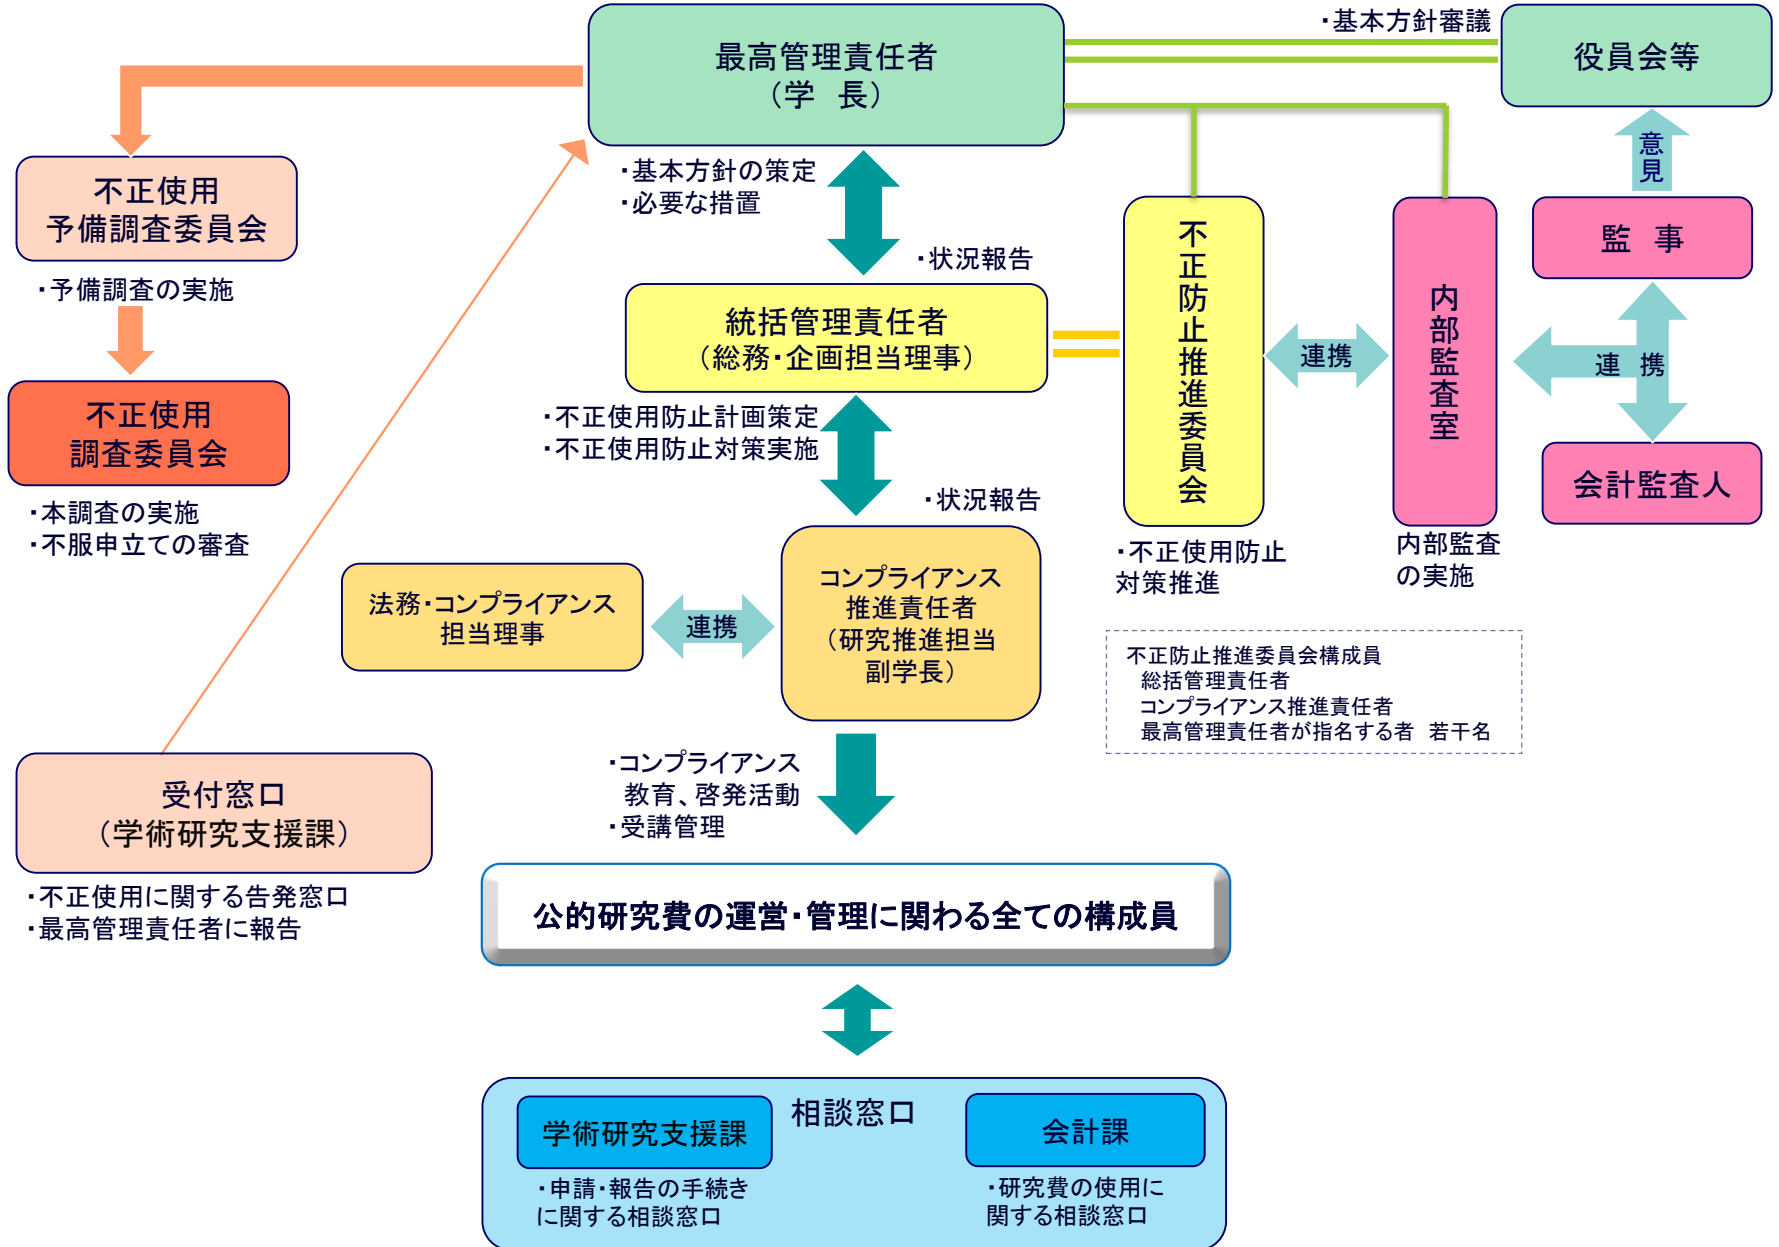 最高管理責任者
（学　長）
・基本方針審議
役員会等
意見
不正使用
予備調査委員会
・予備調査の実施
不正使用
調査委員会
・本調査の実施
・不服申立ての審査
・基本方針の策定
・必要な措置
・状況報告
統括管理責任者
（総務・企画担当理事）
・不正使用防止計画策定
・不正使用防止対策実施
・状況報告
不正防止推進委員会
・不正使用防止
対策推進
連携
内部監査室
内部監査
の実施
監　事
連　携
会計監査人
法務・コンプライアンス
担当理事
連携
コンプライアンス
推進責任者
（研究推進担当
副学長）
不正防止推進委員会構成員
総括管理責任者
コンプライアンス推進責任者
最高管理責任者が指名する者　若干名
・コンプライアンス
教育、啓発活動
・受講管理
受付窓口
（学術研究支援課）
・不正使用に関する告発窓口
・最高管理責任者に報告
公的研究費の運営・管理に関わる全ての構成員
相談窓口
学術研究支援課
・申請・報告の手続き
に関する相談窓口
会計課
・研究費の使用に
関する相談窓口